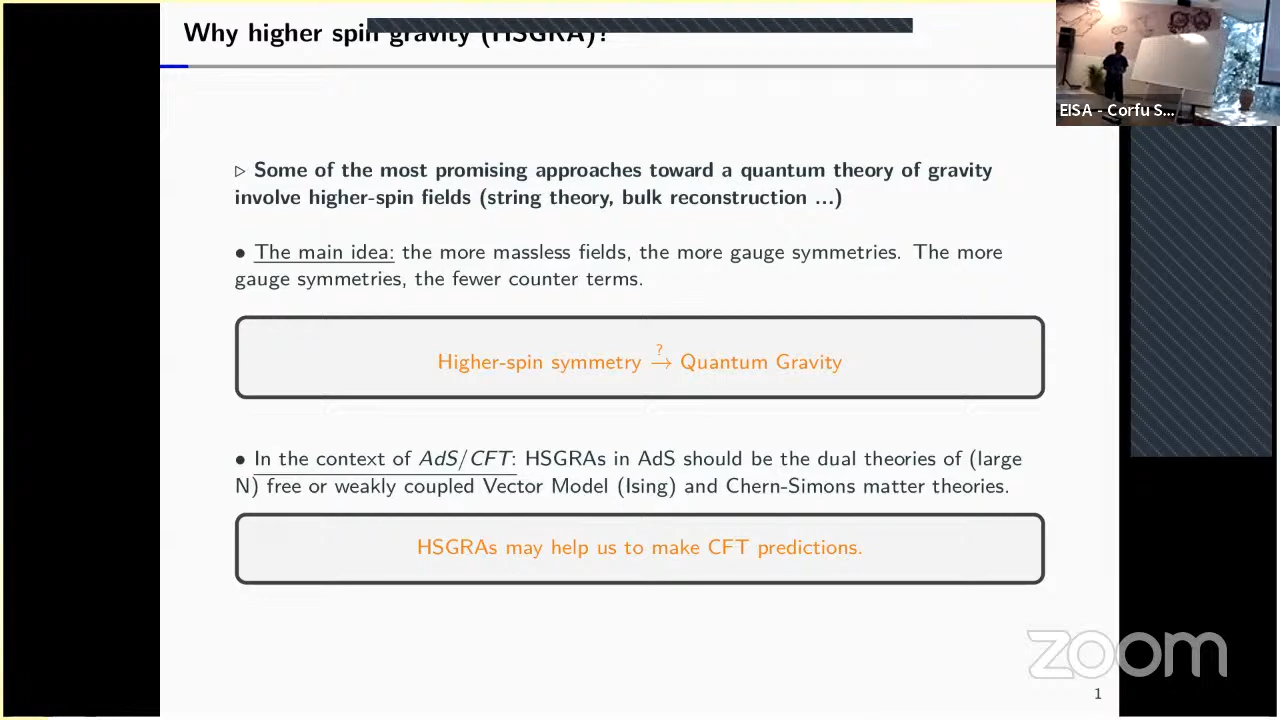 Why higher spin gravity (HSGRA)?
EISA - Corfu S...
▷ Some of the most promising approaches toward a quantum theory of gravity
involve higher-spin fields (string theory, bulk reconstruction ...)
• The main idea: the more massless fields, the more gauge symmetries. The more
gauge symmetries, the fewer counter terms.
Higher-spin symmetry →? Quantum Gravity
• In the context of AdS/CFT: HSGRAs in AdS should be the dual theories of (large
N) free or weakly coupled Vector Model (Ising) and Chern-Simons matter theories.
HSGRAs may help us to make CFT predictions.
zoom
1